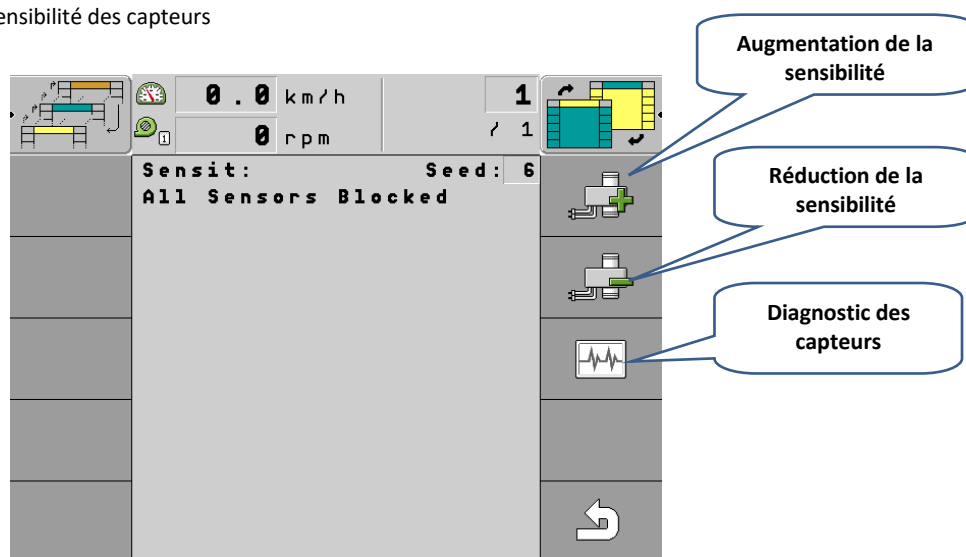 ensibilité des capteurs
Augmentation de la
sensibilité
0.0 km/h
1
0 rpm
/ 1
1
Sensit: Seed: 6
All Sensors Blocked
Réduction de la
sensibilité
Diagnostic des
capteurs